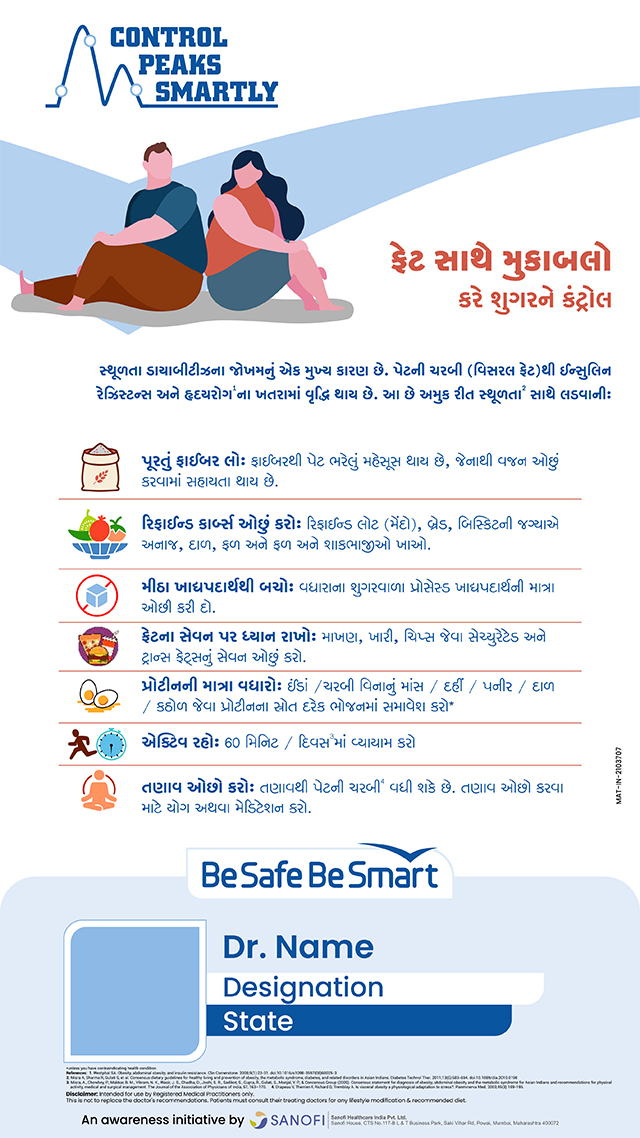 CONTROL
PEAKS
SMARTLY
ફેટ સાથે મુકાબલો
કરે શુગરને કંટ્રોલ
સ્થૂળતા ડાયાબીટીઝના જોખમનું એક મુખ્ય કારણ છે. પેટની ચરબી (વિસરલ ફેટ)થી ઈન્સુલિન
રેઝિસ્ટન્સ અને હૃદયરોગ¹ના ખતરામાં વૃદ્ધિ થાય છે. આ છે અમુક રીત સ્થૂળતા² સાથે લડવાની:
પૂરતું ફાઈબર લો: ફાઈબરથી પેટ ભરેલું મહેસૂસ થાય છે, જેનાથી વજન ઓછું
કરવામાં સહાયતા થાય છે.
રિફાઈન્ડ કાર્બ્સ ઓછું કરો: રિફાઈન્ડ લોટ (મેંદો), બ્રેડ, બિસ્કિટની જગ્યાએ
અનાજ, દાળ, ફળ અને ફળ અને શાકભાજીઓ ખાઓ.
મીઠા ખાદ્યપદાર્થથી બચો: વધારાના શુગરવાળા પ્રોસેસ્ડ ખાદ્યપદાર્થની માત્રા
ઓછી કરી દો.
ફેટના સેવન પર ધ્યાન રાખો: માખણ, ખારી, ચિપ્સ જેવા સેચ્યુરેટેડ અને
ટ્રાન્સ ફેટ્સનું સેવન ઓછું કરો.
પ્રોટીનની માત્રા વધારો: ઈંડાં /ચરબી વિનાનું માંસ / દહીં / પનીર / દાળ
/ કઠોળ જેવા પ્રોટીનના સ્રોત દરેક ભોજનમાં સમાવેશ કરો*
એક્ટિવ રહો: 60 મિનિટ / દિવસ³માં વ્યાયામ કરો
તણાવ ઓછો કરો: તણાવથી પેટની ચરબી⁴ વધી શકે છે. તણાવ ઓછો કરવા
માટે યોગ અથવા મેડિટેશન કરો.
MAT-IN-2103707
Be Safe Be Smart
Dr. Name
Designation
State
*unless you have contraindicating health condition
Disclaimer: Intended for use by Registered Medical Practitioners only.
This is not to replace the doctor's recommendations. Patients must consult their treating doctors for any lifestyle modification & recommended diet.
An awareness initiative by SANOFI
Sanofi Healthcare India Pvt. Ltd.
Sanofi House, CTS No.117-B L & T Business Park, Saki Vihar Rd, Powai, Mumbai, Maharashtra 400072